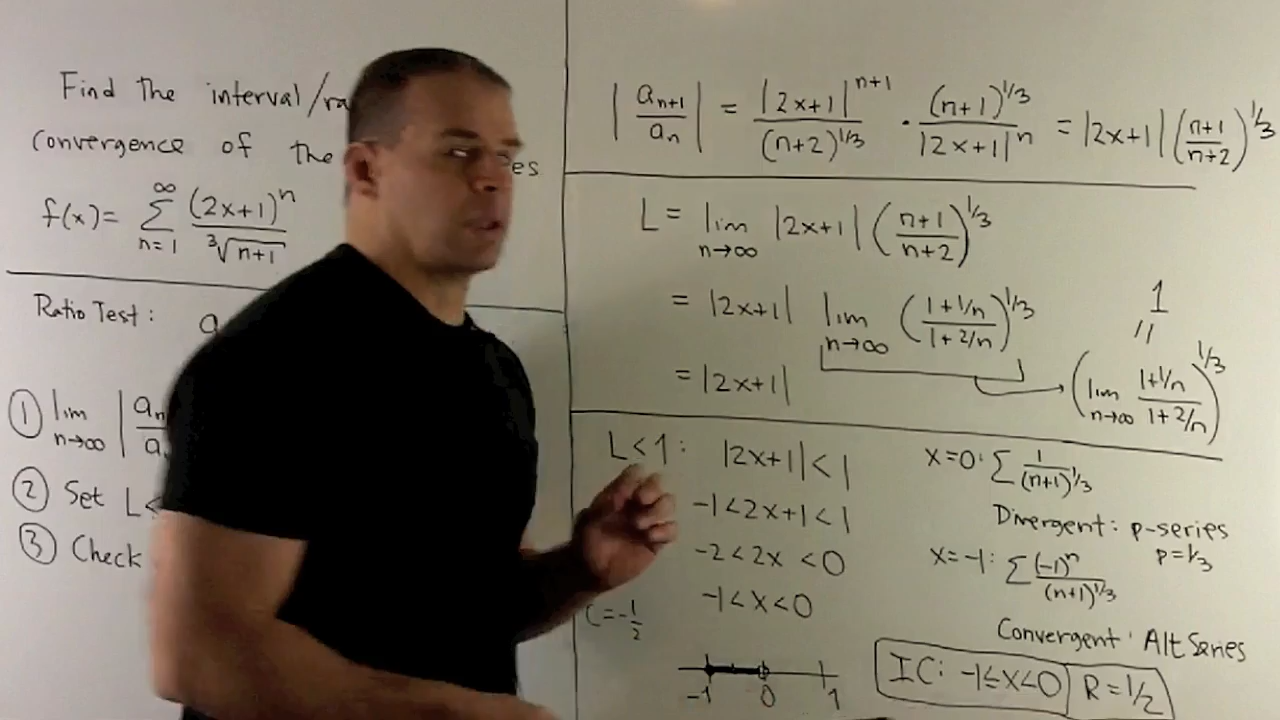 Find the interval/ra
convergence of the es
f(x)= ∑_{n=1}^{∞} (2x+1)^n / ∛(n+1)
Ratio Test: a
① lim_{n→∞} |a_n / a
② Set L<
③ Check
|a_{n+1} / a_n| = |2x+1|^{n+1} / (n+2)^{1/3} · (n+1)^{1/3} / |2x+1|^n = |2x+1| ((n+1)/(n+2))^{1/3}
L = lim_{n→∞} |2x+1| ((n+1)/(n+2))^{1/3}
= |2x+1| lim_{n→∞} ((1+1/n)/(1+2/n))^{1/3}
1
=
(lim_{n→∞} (1+1/n)/(1+2/n))^{1/3}
= |2x+1|
L<1: |2x+1|<1
-1<2x+1<1
-2<2x<0
-1<x<0
C=-1/2
-1 0 1
x=0: ∑ 1/(n+1)^{1/3}
Divergent: p-series
p=1/3
x=-1: ∑ (-1)^n/(n+1)^{1/3}
Convergent: Alt Series
IC: -1≤x<0 R=1/2